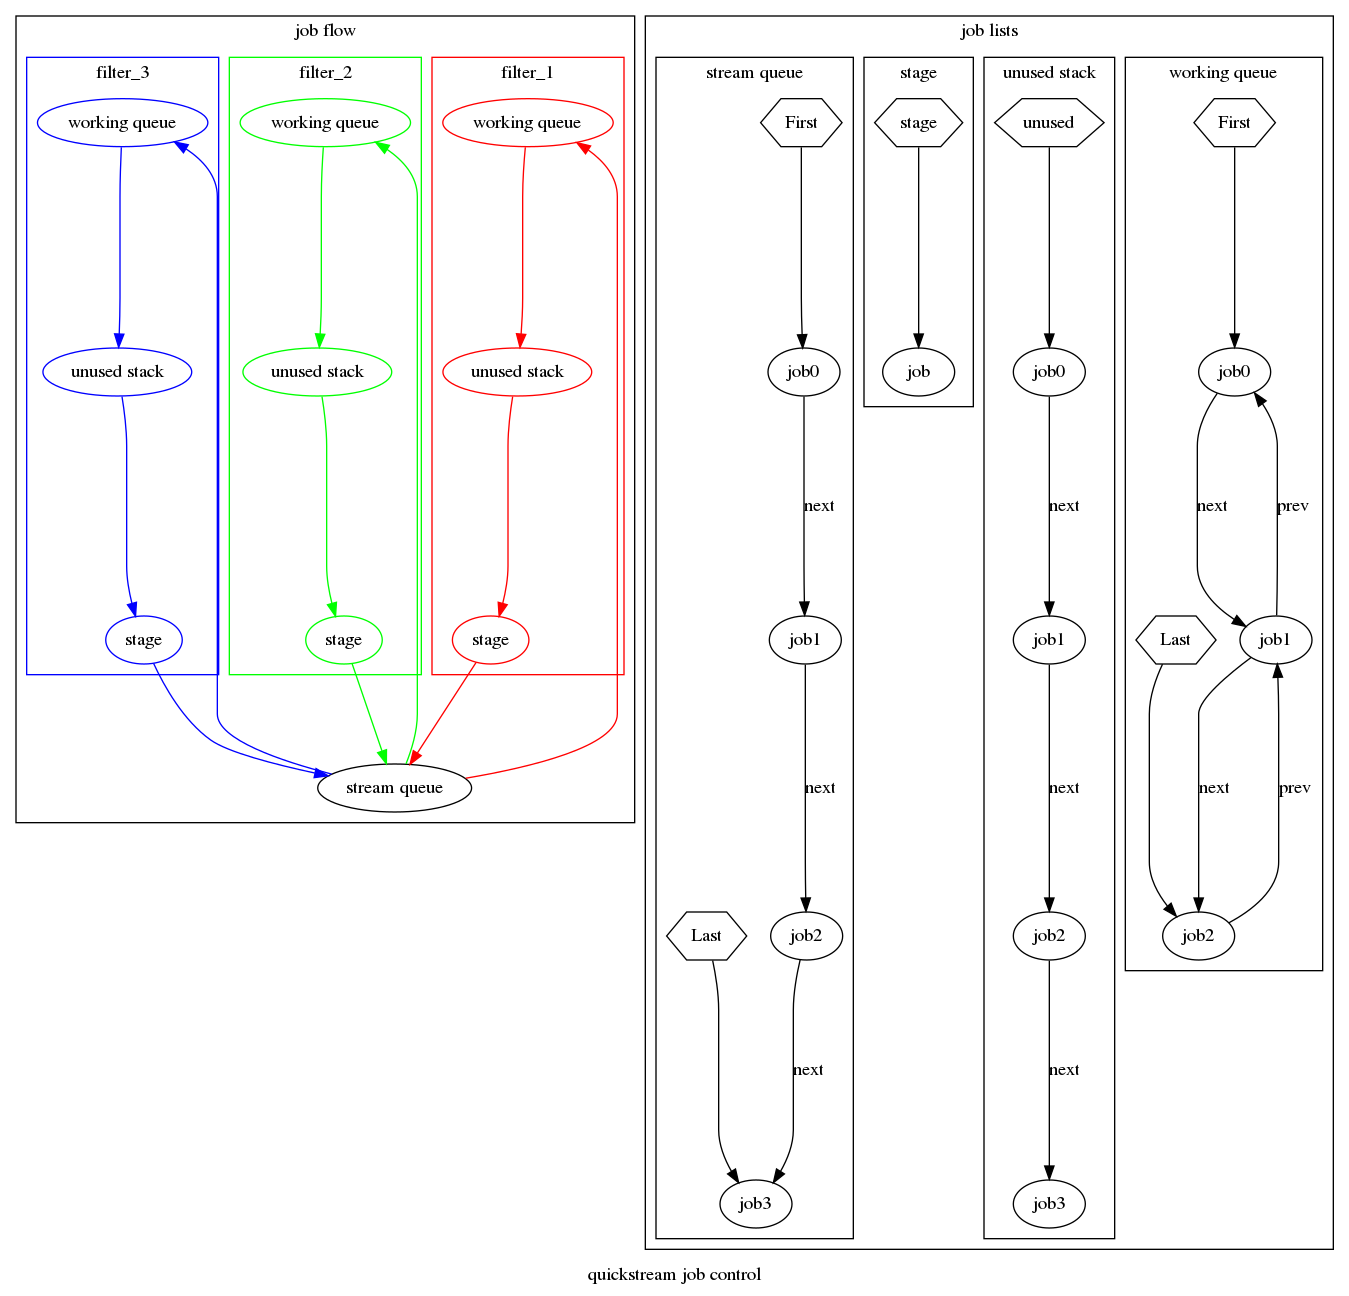 job flow
filter_3
working queue
unused stack
stage
filter_2
working queue
unused stack
stage
filter_1
working queue
unused stack
stage
stream queue
job lists
stream queue
First
job0
next
job1
next
Last
job2
next
job3
stage
stage
job
unused stack
unused
job0
next
job1
next
job2
next
job3
working queue
First
job0
next
prev
Last
job1
next
prev
job2
quickstream job control